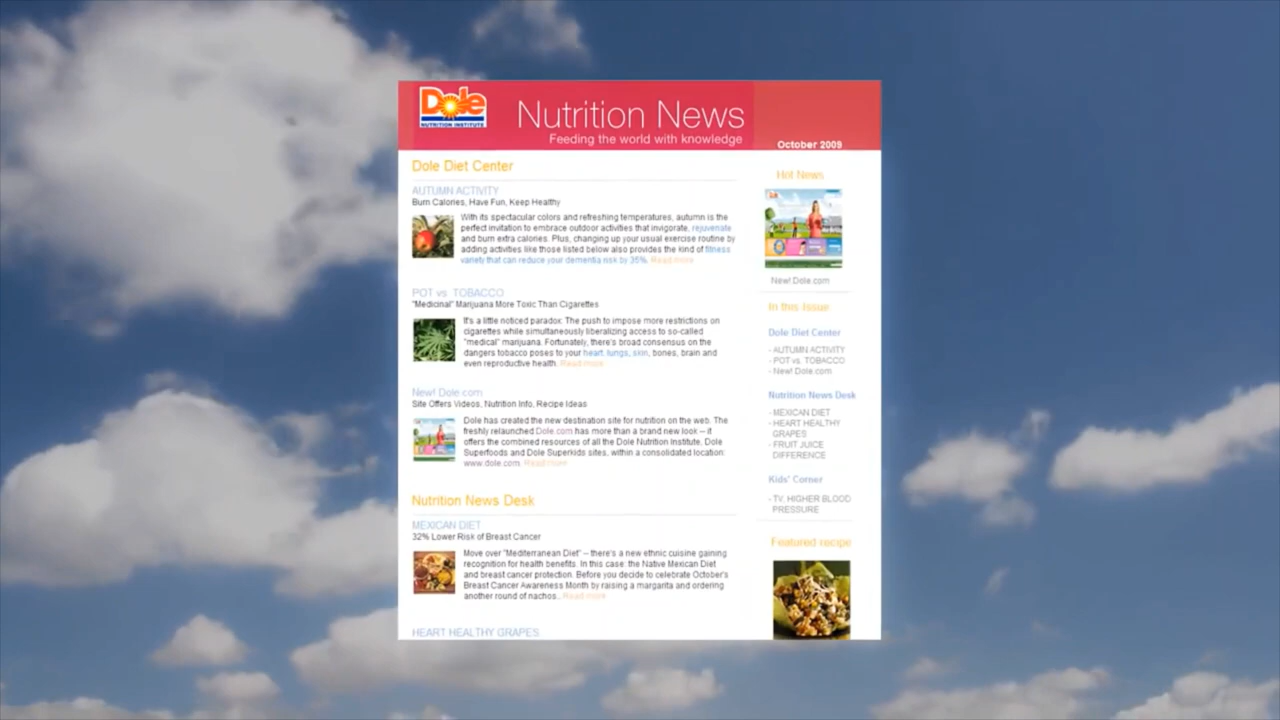 Dole
NUTRITION INSTITUTE
Nutrition News
Feeding the world with knowledge
October 2009
Dole Diet Center
AUTUMN ACTIVITY
Burn Calories, Have Fun, Keep Healthy
With its spectacular colors and refreshing temperatures, autumn is the
perfect invitation to embrace outdoor activities that invigorate, rejuvenate
and burn extra calories. Plus, changing up your usual exercise routine by
adding activities like those listed below also provides the kind of fitness
variety that can reduce your dementia risk by 35%. Read more
POT vs. TOBACCO
"Medicinal" Marijuana More Toxic Than Cigarettes
It's a little noticed paradox: The push to impose more restrictions on
cigarettes while simultaneously liberalizing access to so-called
"medical" marijuana. Fortunately, there's broad consensus on the
dangers tobacco poses to your heart, lungs, skin, bones, brain and
even reproductive health. Read more
New! Dole.com
Site Offers Videos, Nutrition Info, Recipe Ideas
Dole has created the new destination site for nutrition on the web. The
freshly relaunched Dole.com has more than a brand new look -- it
offers the combined resources of all the Dole Nutrition Institute, Dole
Superfoods and Dole Superkids sites, within a consolidated location:
www.dole.com. Read more
Nutrition News Desk
MEXICAN DIET
32% Lower Risk of Breast Cancer
Move over "Mediterranean Diet" -- there's a new ethnic cuisine gaining
recognition for health benefits. In this case: the Native Mexican Diet
and breast cancer protection. Before you decide to celebrate October's
Breast Cancer Awareness Month by raising a margarita and ordering
another round of nachos... Read more
HEART HEALTHY GRAPES
Hot News
New! Dole.com
In this Issue
Dole Diet Center
- AUTUMN ACTIVITY
- POT vs. TOBACCO
- New! Dole.com
Nutrition News Desk
- MEXICAN DIET
- HEART HEALTHY
GRAPES
- FRUIT JUICE
DIFFERENCE
Kids' Corner
- TV: HIGHER BLOOD
PRESSURE
Featured recipe